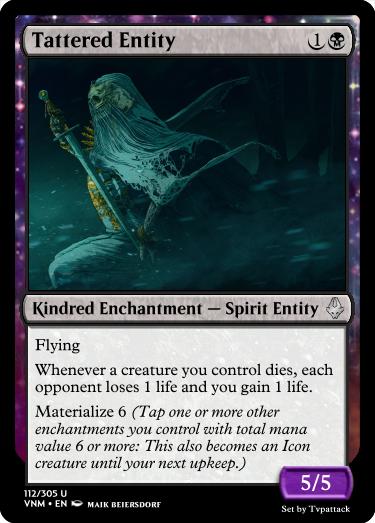 Tattered Entity 1
Kindred Enchantment — Spirit Entity
Flying
Whenever a creature you control dies, each
opponent loses 1 life and you gain 1 life.
Materialize 6 (Tap one or more other
enchantments you control with total mana
value 6 or more: This also becomes an Icon
creature until your next upkeep.)
5/5
112/305 U
VNM • EN MAIK BEIERSDORF
Set by Tvpattack